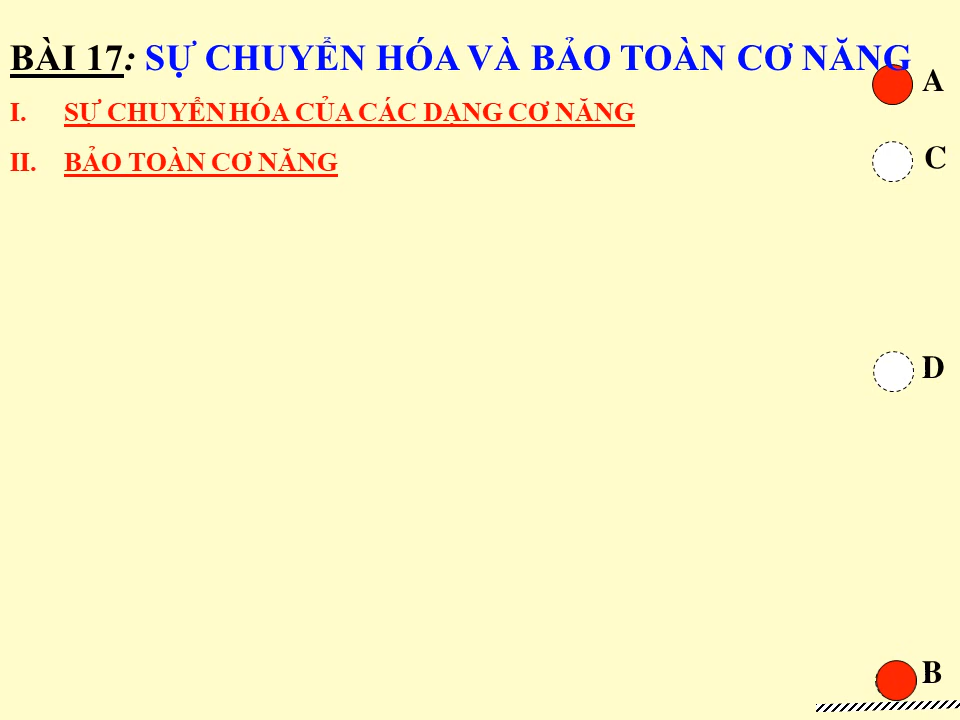 BÀI 17: SỰ CHUYỂN HÓA VÀ BẢO TOÀN CƠ NĂNG
A
I. SỰ CHUYỂN HÓA CỦA CÁC DẠNG CƠ NĂNG
C
II. BẢO TOÀN CƠ NĂNG
D
B